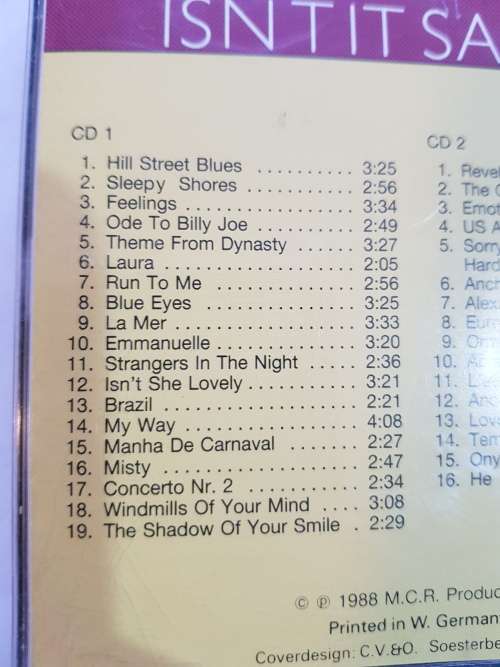 ISN'T IT SA
CD 1
1. Hill Street Blues .......... 3:25
2. Sleepy Shores ........... 2:56
3. Feelings ................. 3:34
4. Ode To Billy Joe ......... 2:49
5. Theme From Dynasty ..... 3:27
6. Laura .................... 2:05
7. Run To Me .............. 2:56
8. Blue Eyes ............... 3:25
9. La Mer .................. 3:33
10. Emmanuelle ............ 3:20
11. Strangers In The Night ..... 2:36
12. Isn't She Lovely ........... 3:21
13. Brazil .................... 2:21
14. My Way .................. 4:08
15. Manha De Carnaval ....... 2:27
16. Misty .................... 2:47
17. Concerto Nr. 2 ........... 2:34
18. Windmills Of Your Mind .... 3:08
19. The Shadow Of Your Smile . 2:29
CD 2
1. Revel
2. The
3. Emot
4. US A
5. Sorry
Hard
6. Anch
7. Alex
8. Eur
9.
10.
11.
12. An
13. Lov
14. Ten
15. Ony
16. He
© ℗ 1988 M.C.R. Produc
Printed in W. German
Coverdesign: C.V.&O. Soesterbe